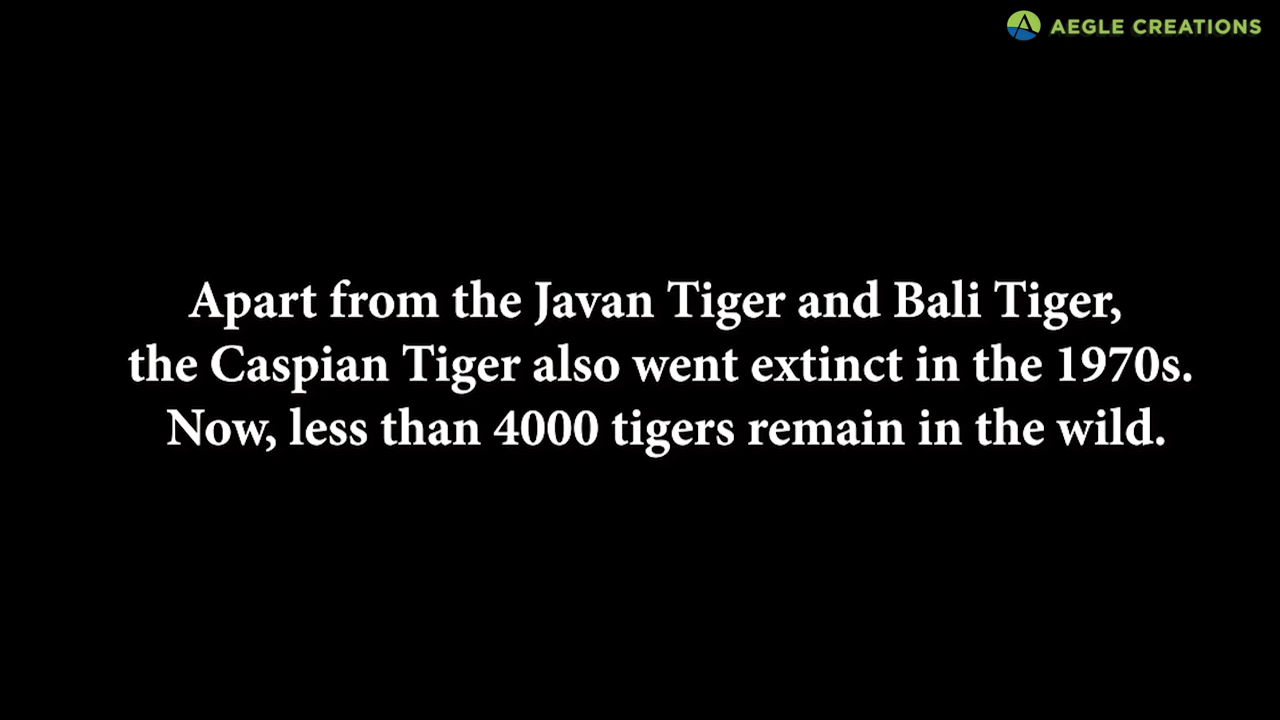 AEGLE CREATIONS
Apart from the Javan Tiger and Bali Tiger,
the Caspian Tiger also went extinct in the 1970s.
Now, less than 4000 tigers remain in the wild.